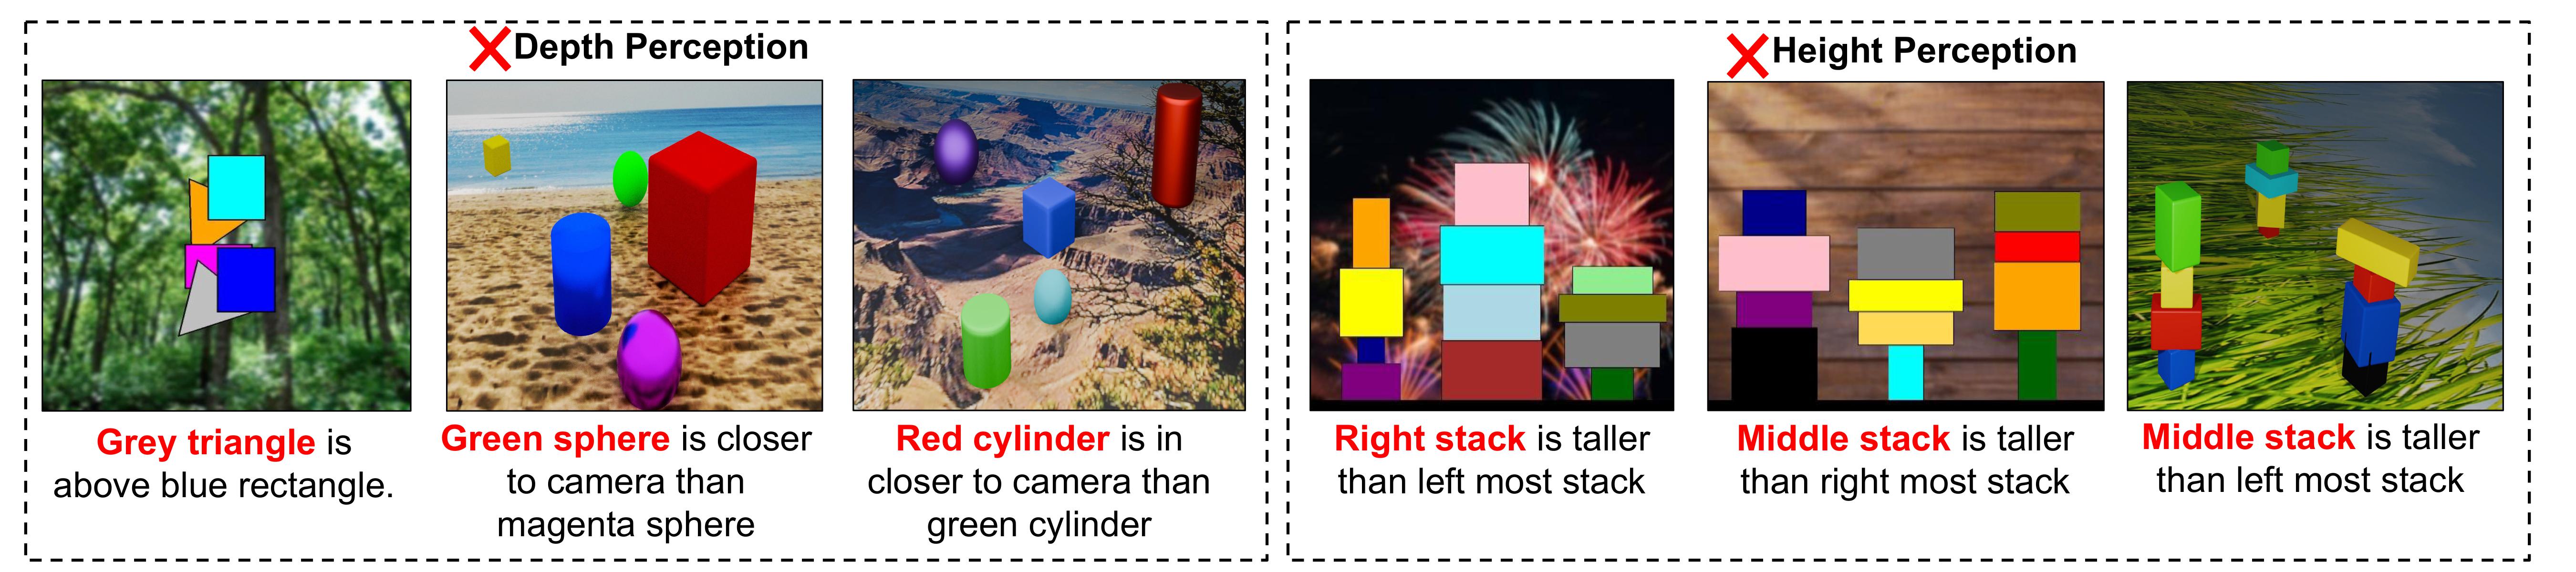 Depth Perception
Grey triangle is
above blue rectangle.
Green sphere is closer
to camera than
magenta sphere
Red cylinder is in
closer to camera than
green cylinder
Height Perception
Right stack is taller
than left most stack
Middle stack is taller
than right most stack
Middle stack is taller
than left most stack